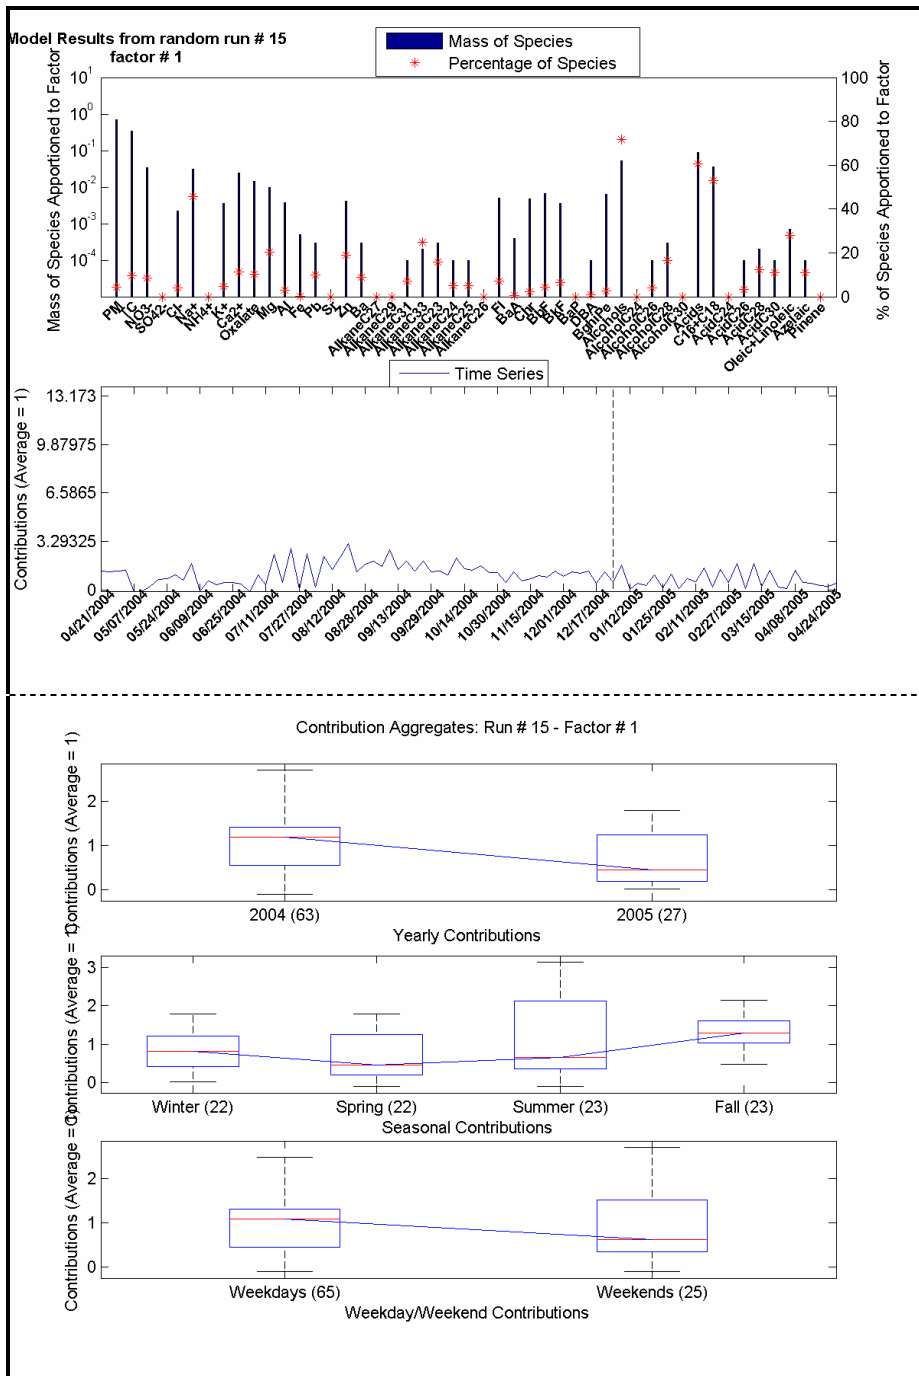 Model Results from random run # 15
factor # 1
Mass of Species
Percentage of Species
Mass of Species Apportioned to Factor
10^1
10^0
10^-1
10^-2
10^-3
10^-4
100
80
60
40
20
0
% of Species Apportioned to Factor
PM
TC
NO3-
SO42-
Cl-
Na+
NH4+
K+
Ca2+
Oxalate
Mg
Al
Fe
Pb
Sr
Zn
Ba
AlkaneC27
AlkaneC29
AlkaneC31
AlkaneC33
AlkaneC23
AlkaneC24
AlkaneC25
AlkaneC26
Fl
BaA
Chr
BbF
BkF
BaP
DBA
BghiPe
Alcohols
AlcoholC24
AlcoholC26
AlcoholC28
AlcoholC30
Acids
C16+C18
AcidC24
AcidC26
AcidC28
AcidC30
Oleic+Linoleic
Azelaic
Pinene
Time Series
Contributions (Average = 1)
13.173
9.87975
6.5865
3.29325
0
04/21/2004
05/07/2004
05/24/2004
06/09/2004
06/25/2004
07/11/2004
07/27/2004
08/12/2004
08/28/2004
09/13/2004
09/29/2004
10/14/2004
10/30/2004
11/15/2004
12/01/2004
12/17/2004
01/12/2005
01/25/2005
02/11/2005
02/27/2005
03/15/2005
04/08/2005
04/24/2005
Contribution Aggregates: Run # 15 - Factor # 1
Contributions (Average = 1)
2
1
0
2004 (63) 2005 (27)
Yearly Contributions
Contributions (Average = 1)
3
2
1
0
Winter (22) Spring (22) Summer (23) Fall (23)
Seasonal Contributions
Contributions (Average = 1)
2
1
0
Weekdays (65) Weekends (25)
Weekday/Weekend Contributions